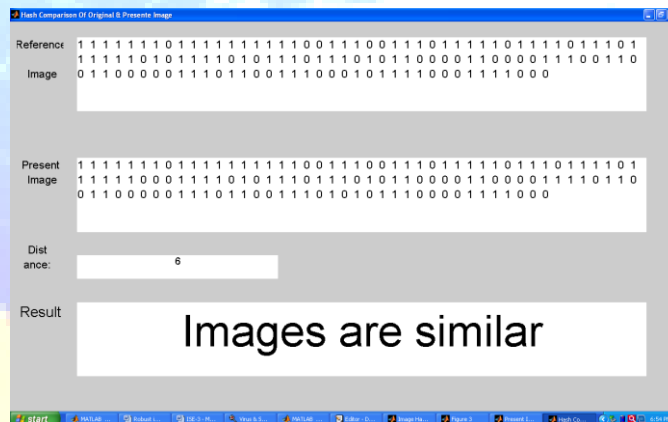 Hash Comparison Of Original & Presente Image
Reference 1 1 1 1 1 1 1 0 1 1 1 1 1 1 1 1 1 1 1 0 0 1 1 1 0 0 1 1 1 0 1 1 1 1 1 0 1 1 1 1 0 1 1 1 0 1
1 1 1 1 1 1 0 1 0 1 1 1 1 0 1 1 1 0 1 1 1 0 1 0 1 1 1 0 0 0 0 1 1 0 0 0 0 1 1 1 0 0 1 1 0
Image 0 1 1 0 0 0 0 0 1 1 1 0 1 1 0 0 1 1 1 0 0 0 1 0 1 1 1 1 0 0 0 1 1 1 1 0 0 0
Present 1 1 1 1 1 1 1 0 1 1 1 1 1 1 1 1 1 1 1 0 0 1 1 1 0 0 1 1 1 0 1 1 1 1 1 0 1 1 1 0 1 1 1 1 0 1
Image 1 1 1 1 1 0 0 0 1 1 1 1 0 1 1 1 0 1 1 1 0 1 0 1 1 1 0 0 0 0 1 1 0 0 0 0 1 1 1 1 0 1 1 0
0 1 1 0 0 0 0 0 1 1 1 0 1 1 0 0 1 1 1 0 1 0 1 0 1 1 1 0 0 0 0 1 1 1 1 0 0 0
Dist
ance: 6
Result Images are similar
start MATLAB ... Robust i... ISE-2 - M... Virus & S... MATLAB ... Editor - D... Image Ha... Figure 3 Present I... Hash Co... 6:54 PM